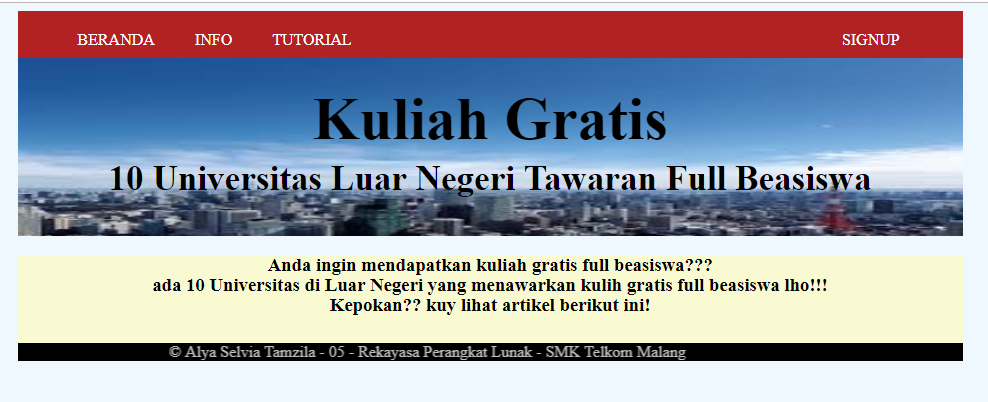 BERANDA INFO TUTORIAL SIGNUP
Kuliah Gratis
10 Universitas Luar Negeri Tawaran Full Beasiswa
Anda ingin mendapatkan kuliah gratis full beasiswa???
ada 10 Universitas di Luar Negeri yang menawarkan kulih gratis full beasiswa lho!!!
Kepokan?? kuy lihat artikel berikut ini!
© Alya Selvia Tamzila - 05 - Rekayasa Perangkat Lunak - SMK Telkom Malang